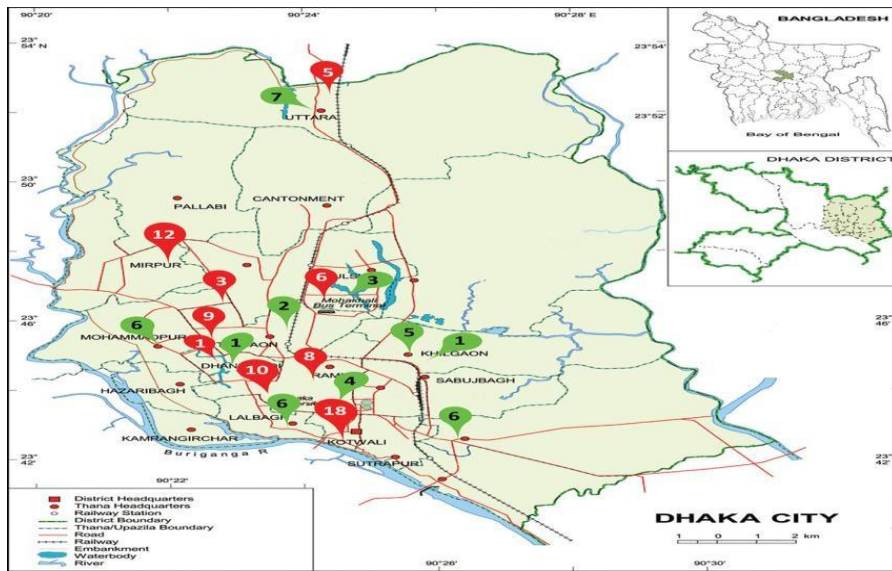 90°20'
90°24'
90°28' E
23°
54' N
23°54'
BANGLADESH
5
7
UTTARA
23°
52'
Bay of Bengal
DHAKA DISTRICT
23°
50'
PALLABI
CANTONMENT
12
MIRPUR
3
6
3
Mohakhali
Bus Terminal
2
9
23°
46'
6
MOHAMMADPUR
1
1
5
1
KHILGAON
8
10
4
SABUJBAGH
HAZARIBAGH
6
LALBAGH
18
6
KAMRANGIRCHAR
KOTWALI
Buriganga R
SUTRAPUR
23°
42'
23°
42'
90°22'
90°26'
90°30'
District Headquarters
Thana Headquarters
Railway Station
District Boundary
Thana/Upazila Boundary
Road
Railway
Embankment
Waterbody
River
DHAKA CITY
1 0 1 2 km